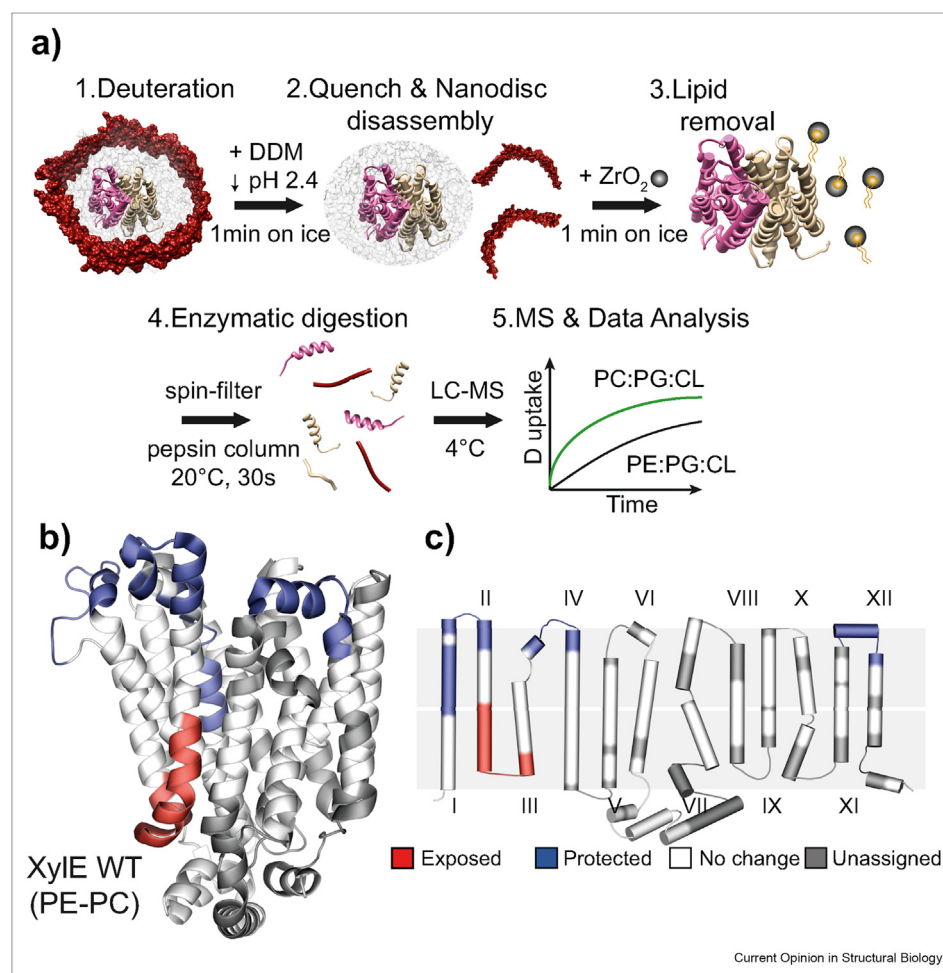 a)
1.Deuteration
2.Quench & Nanodisc
disassembly
3.Lipid
removal
+ DDM
↓ pH 2.4
1min on ice
+ ZrO₂
1 min on ice
4.Enzymatic digestion
5.MS & Data Analysis
spin-filter
pepsin column
20°C, 30s
LC-MS
4°C
D uptake
PC:PG:CL
PE:PG:CL
Time
b)
XylE WT
(PE-PC)
c)
II IV VI VIII X XII
I III V VII IX XI
Exposed Protected No change Unassigned
Current Opinion in Structural Biology